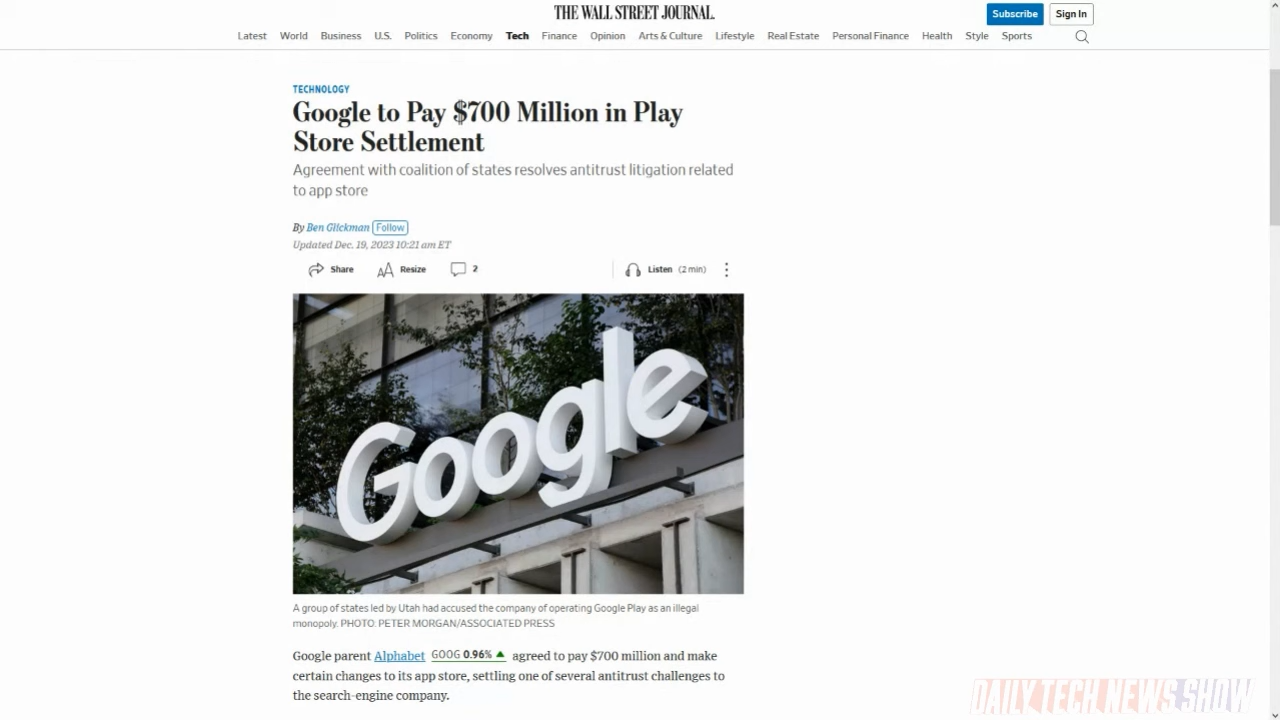 THE WALL STREET JOURNAL.
Subscribe
Sign In
Latest World Business U.S. Politics Economy Tech Finance Opinion Arts & Culture Lifestyle Real Estate Personal Finance Health Style Sports
TECHNOLOGY
Google to Pay $700 Million in Play
Store Settlement
Agreement with coalition of states resolves antitrust litigation related
to app store
By Ben Glickman Follow
Updated Dec. 19, 2023 10:21 am ET
Share AA Resize 2 Listen (2 min)
Google
A group of states led by Utah had accused the company of operating Google Play as an illegal
monopoly. PHOTO: PETER MORGAN/ASSOCIATED PRESS
Google parent Alphabet GOOG 0.96% agreed to pay $700 million and make
certain changes to its app store, settling one of several antitrust challenges to
the search-engine company.
DAILY TECH NEWS SHOW